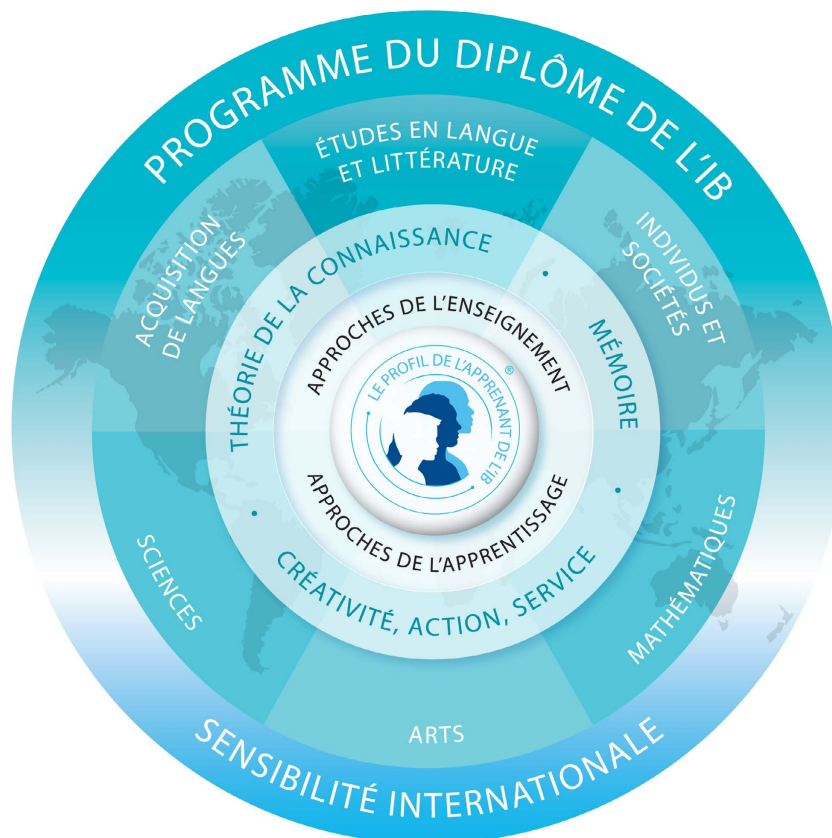 PROGRAMME DU DIPLÔME DE L'IB
ÉTUDES EN LANGUE
ET LITTÉRATURE
ACQUISITION
DE LANGUES
INDIVIDUS ET
SOCIÉTÉS
THÉORIE DE LA CONNAISSANCE
MÉMOIRE
APPROCHES DE L'ENSEIGNEMENT
LE PROFIL DE L'APPRENANT DE L'IB
®
APPROCHES DE L'APPRENTISSAGE
CRÉATIVITÉ, ACTION, SERVICE
SCIENCES
MATHÉMATIQUES
ARTS
SENSIBILITÉ INTERNATIONALE